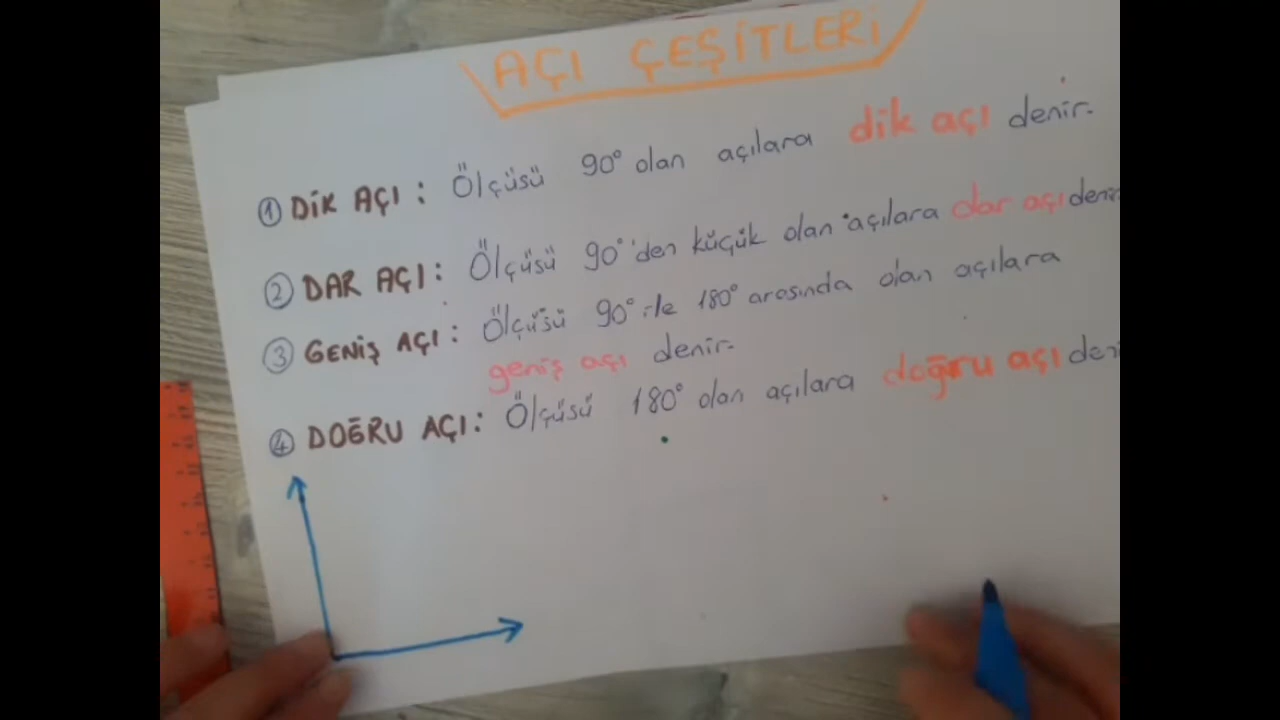 AÇI ÇEŞİTLERİ
① DİK AÇI : Ölçüsü 90° olan açılara dik açı denir.
② DAR AÇI : Ölçüsü 90°'den küçük olan açılara dar açı denir
③ GENİŞ AÇI : Ölçüsü 90° ile 180° arasında olan açılara
geniş açı denir.
④ DOĞRU AÇI : Ölçüsü 180° olan açılara doğru açı deni